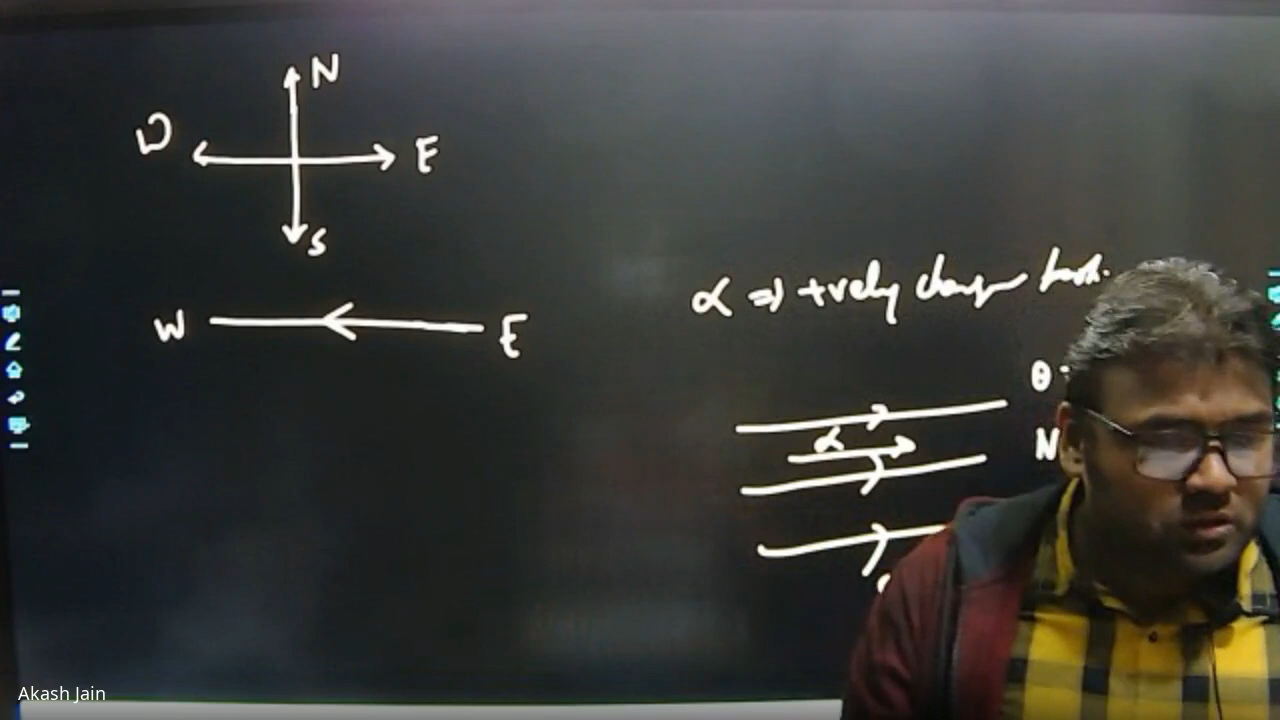 N
W E
S
W E
α ⇒ +vely charge
θ
α
N
Akash Jain